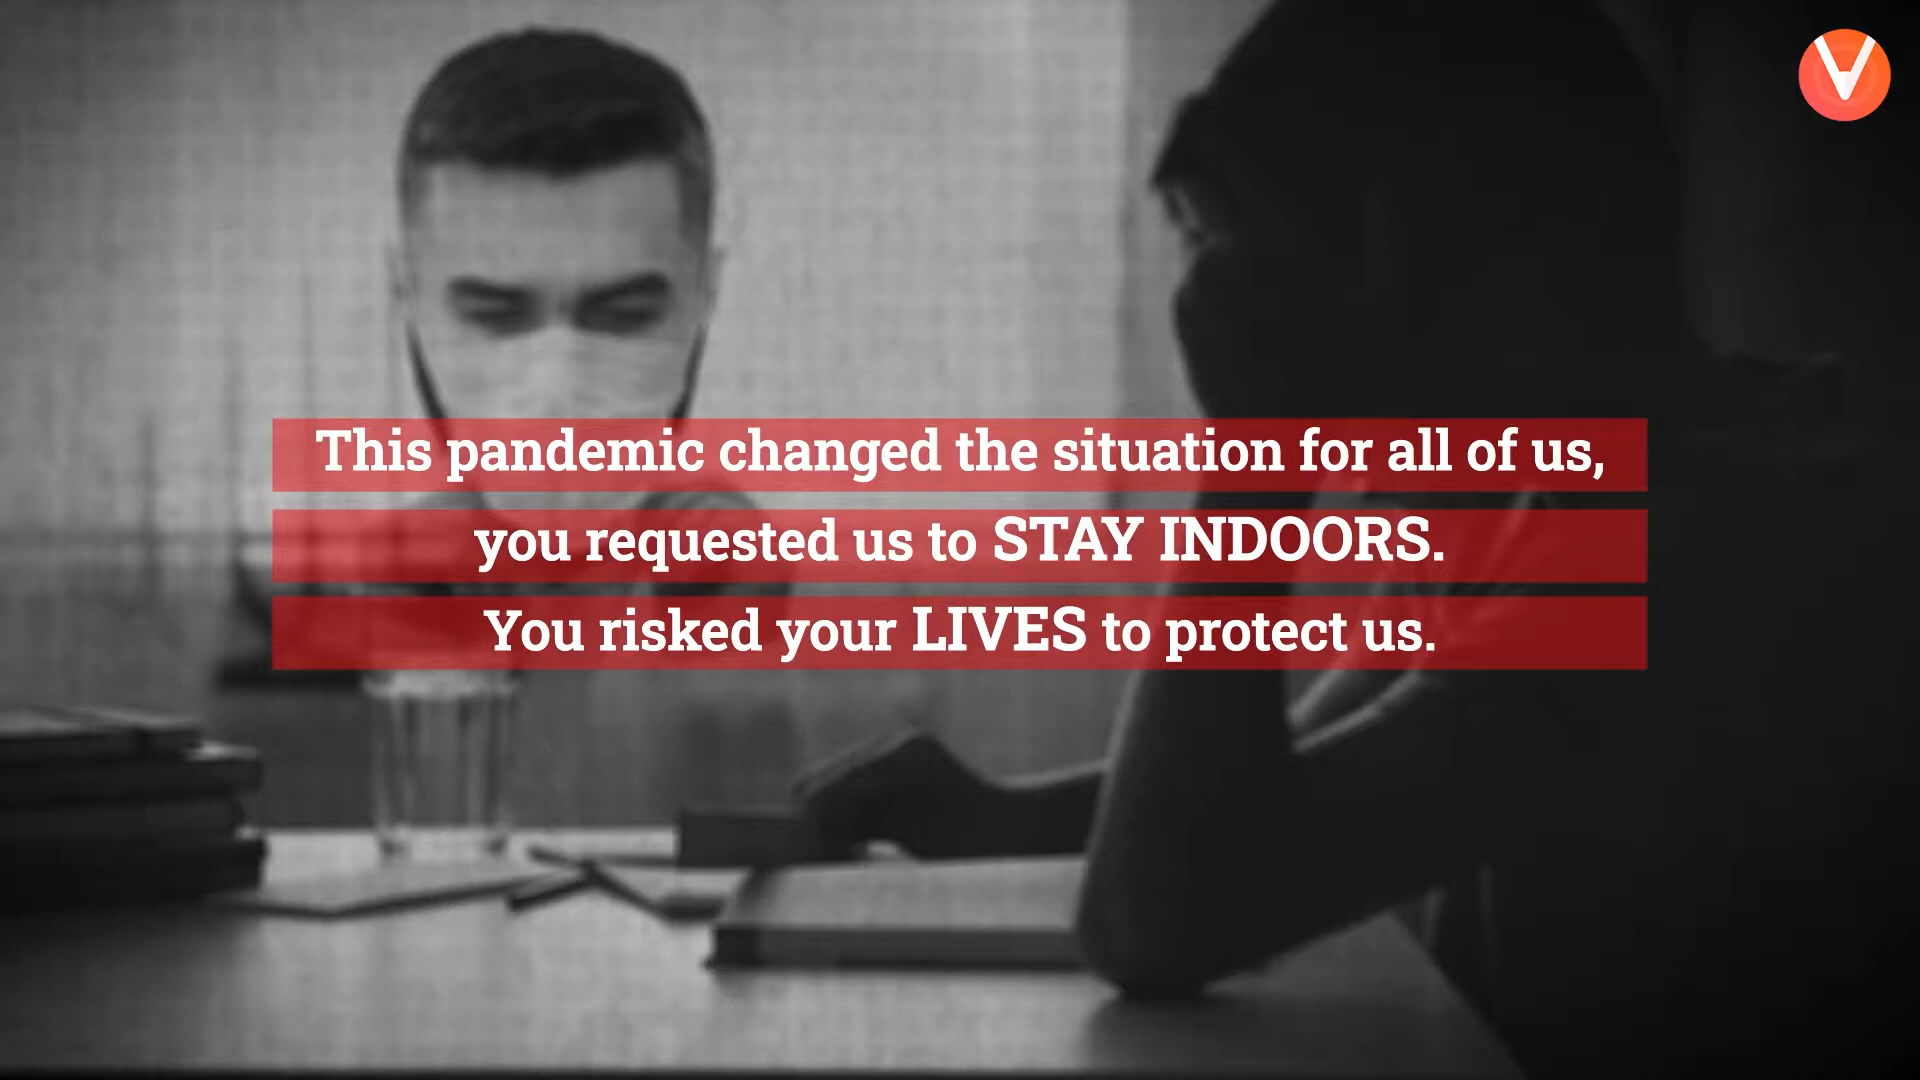 This pandemic changed the situation for all of us,
you requested us to STAY INDOORS.
You risked your LIVES to protect us.